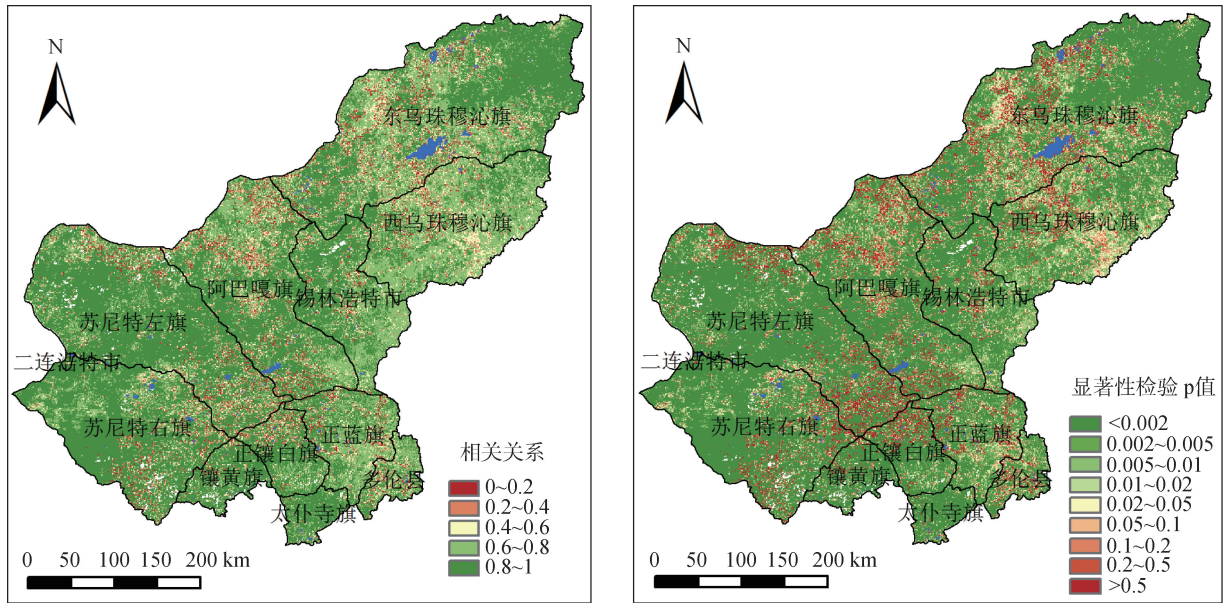 N
东乌珠穆沁旗
西乌珠穆沁旗
阿巴嘎旗
锡林浩特市
苏尼特左旗
二连浩特市
苏尼特右旗
正蓝旗
正镶白旗
镶黄旗
多伦县
太仆寺旗
相关关系
0~0.2
0.2~0.4
0.4~0.6
0.6~0.8
0.8~1
0 50 100 150 200 km
N
东乌珠穆沁旗
西乌珠穆沁旗
阿巴嘎旗
锡林浩特市
苏尼特左旗
二连浩特市
苏尼特右旗
正蓝旗
正镶白旗
镶黄旗
多伦县
太仆寺旗
显著性检验 p值
<0.002
0.002~0.005
0.005~0.01
0.01~0.02
0.02~0.05
0.05~0.1
0.1~0.2
0.2~0.5
>0.5
0 50 100 150 200 km